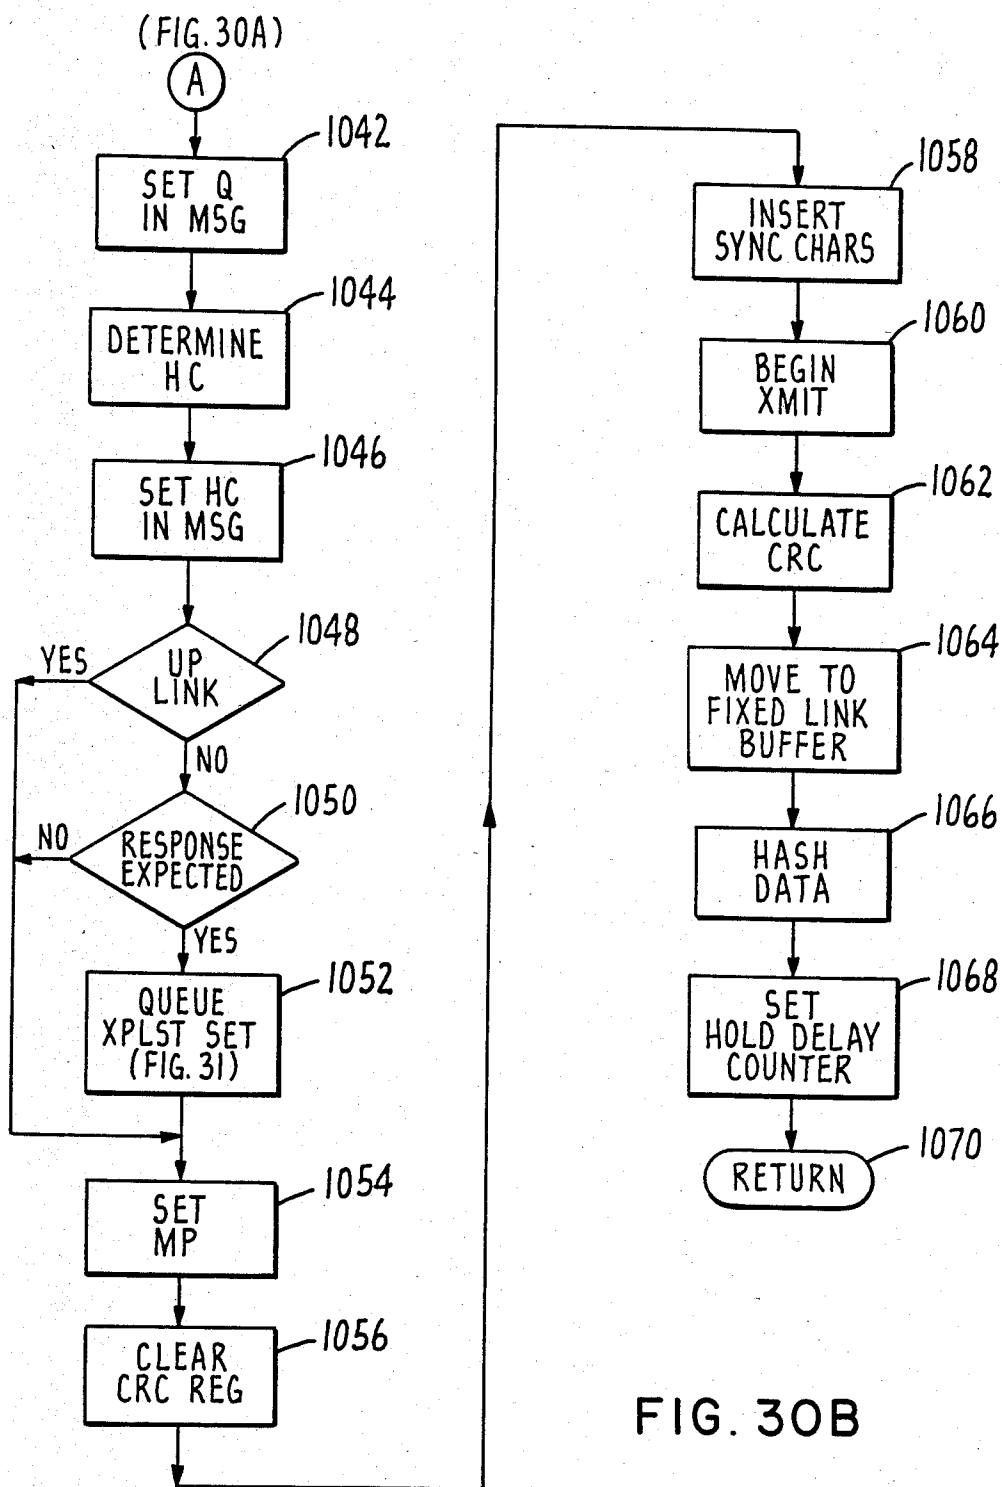 (FIG. 30A)
A
1042
SET Q
IN MSG
1044
DETERMINE
HC
1046
SET HC
IN MSG
1048
YES
UP
LINK
NO
1050
NO
RESPONSE
EXPECTED
YES
1052
QUEUE
XPLST SET
(FIG. 31)
1054
SET
MP
1056
CLEAR
CRC REG
1058
INSERT
SYNC CHARS
1060
BEGIN
XMIT
1062
CALCULATE
CRC
1064
MOVE TO
FIXED LINK
BUFFER
1066
HASH
DATA
1068
SET
HOLD DELAY
COUNTER
1070
RETURN
FIG. 30B